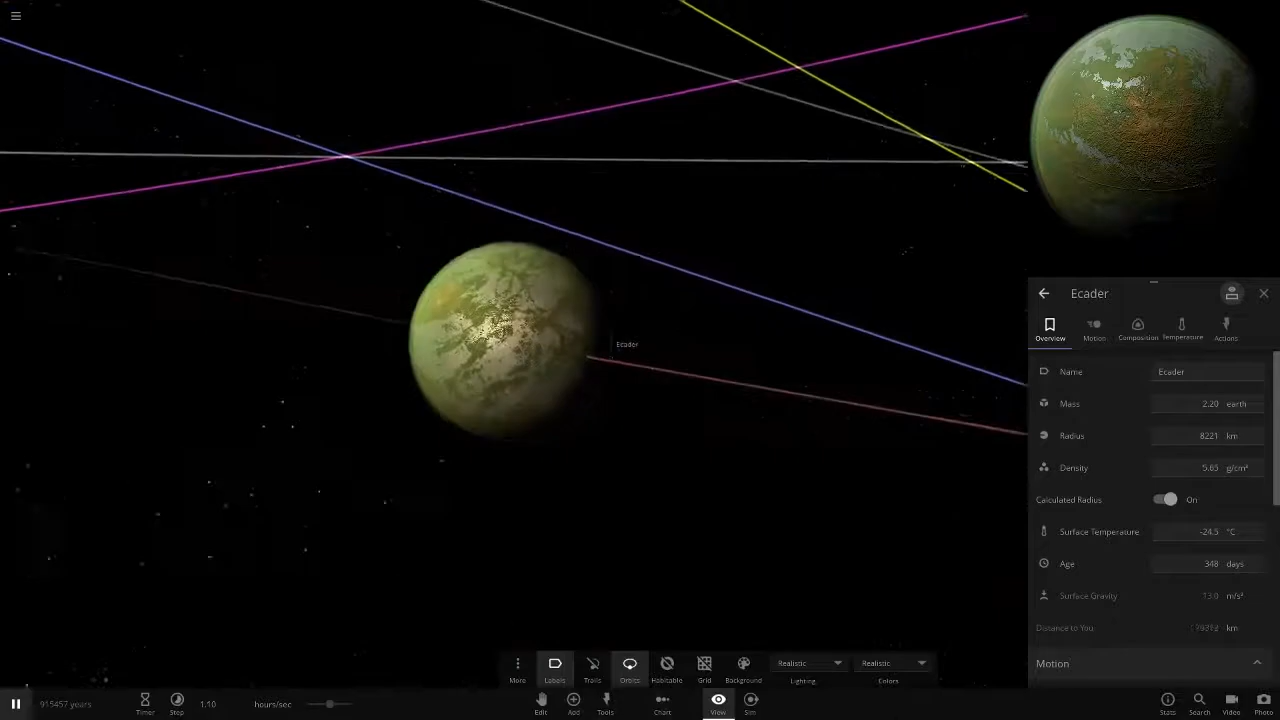 Ecader
Ecader
Overview
Motion
Composition
Temperature
Actions
Name
Ecader
Mass
2.20 earth
Radius
8221 km
Density
5.65 g/cm³
Calculated Radius
On
Surface Temperature
-24.5 °C
Age
348 days
Surface Gravity
13.0 m/s²
Distance to You
km
Motion
More
Labels
Trails
Orbits
Habitable
Grid
Background
Realistic
Lighting
Realistic
Colors
915457 years
Timer
Step
1.10
hours/sec
Edit
Add
Tools
Chart
View
Sim
Stats
Search
Video
Photo